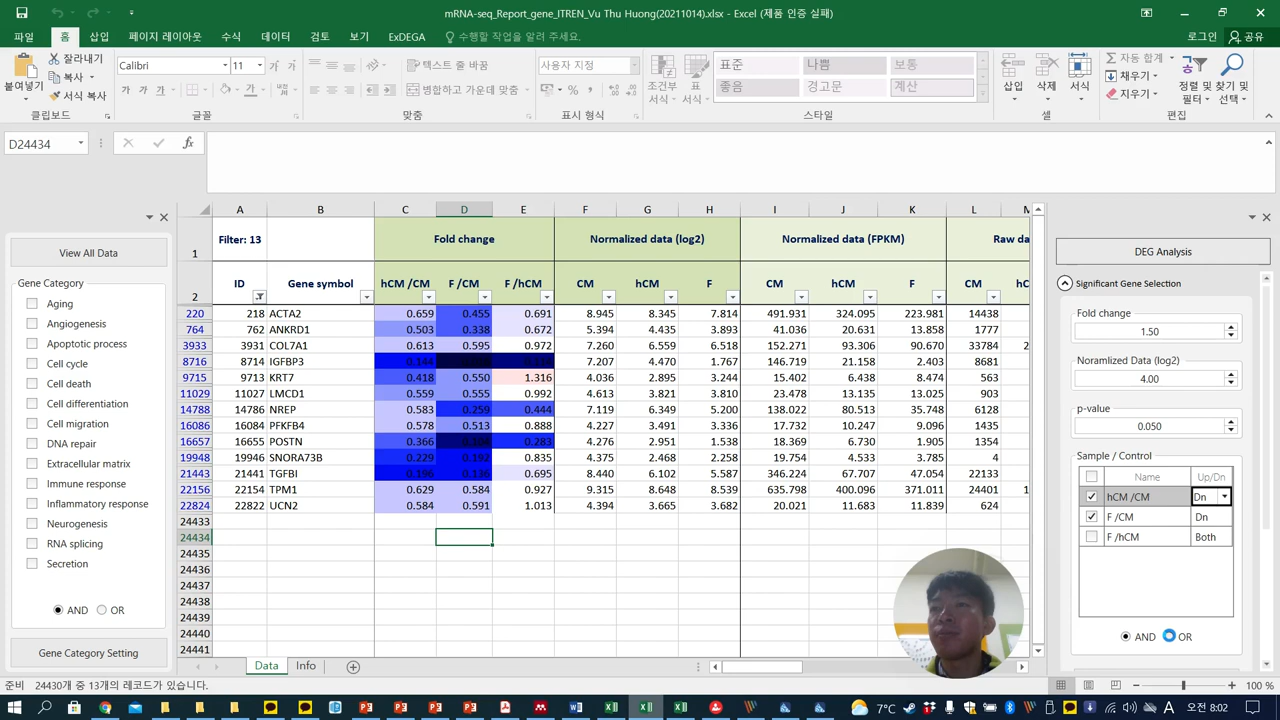 mRNA-seq_Report_gene_ITREN_Vu Thu Huong(20211014).xlsx - Excel (제품 인증 실패)
파일 홈 삽입 페이지 레이아웃 수식 데이터 검토 보기 ExDEGA 수행할 작업을 알려 주세요. 로그인 공유
붙여넣기 잘라내기 복사 서식 복사 Calibri 11 텍스트 줄 바꿈 병합하고 가운데 맞춤 사용자 지정 조건부 서식 표 서식 표준 나쁨 보통 좋음 경고문 계산 삽입 삭제 서식 자동 합계 채우기 지우기 정렬 및 필터 찾기 및 선택
클립보드 글꼴 맞춤 표시 형식 스타일 셀 편집
D24434 fx
A B C D E F G H I J K L M
1 Filter: 13 Fold change Normalized data (log2) Normalized data (FPKM) Raw da
2 ID Gene symbol hCM /CM F /CM F /hCM CM hCM F CM hCM F CM hC
220 218 ACTA2 0.659 0.455 0.691 8.945 8.345 7.814 491.931 324.095 223.981 14438
764 762 ANKRD1 0.503 0.338 0.672 5.394 4.435 3.893 41.036 20.631 13.858 1777
3933 3931 COL7A1 0.613 0.595 0.972 7.260 6.559 6.518 152.271 93.306 90.670 33784 2
8716 8714 IGFBP3 0.144 7.207 4.470 1.767 146.719 21.158 2.403 8681
9715 9713 KRT7 0.418 0.550 1.316 4.036 2.895 3.244 15.402 6.438 8.474 563
11029 11027 LMCD1 0.559 0.555 0.992 4.613 3.821 3.810 23.478 13.135 13.025 903
14788 14786 NREP 0.583 0.259 0.444 7.119 6.349 5.200 138.022 80.513 35.748 6128
16086 16084 PFKFB4 0.578 0.513 0.888 4.227 3.491 3.336 17.732 10.247 9.096 1435
16657 16655 POSTN 0.366 0.104 0.283 4.276 2.951 1.538 18.369 6.730 1.905 1354
19948 19946 SNORA73B 0.229 0.192 0.835 4.375 2.468 2.258 19.754 4.533 3.785 4
21443 21441 TGFBI 0.196 0.136 0.695 8.440 6.102 5.587 346.224 67.707 47.054 22133
22156 22154 TPM1 0.629 0.584 0.927 9.315 8.648 8.539 635.798 400.096 371.011 24401 1
22824 22822 UCN2 0.584 0.591 1.013 4.394 3.665 3.682 20.021 11.683 11.839 624
24433
24434
24435
24436
24437
24438
24439
24440
24441
View All Data
Gene Category
Aging
Angiogenesis
Apoptotic process
Cell cycle
Cell death
Cell differentiation
Cell migration
DNA repair
Extracellular matrix
Immune response
Inflammatory response
Neurogenesis
RNA splicing
Secretion
AND OR
Gene Category Setting
DEG Analysis
Significant Gene Selection
Fold change
1.50
Noramlized Data (log2)
4.00
p-value
0.050
Sample / Control
Name Up/Dn
hCM /CM Dn
F /CM Dn
F /hCM Both
AND OR
Data Info
준비 24430개 중 13개의 레코드가 있습니다. 100 %
7°C A 오전 8:02